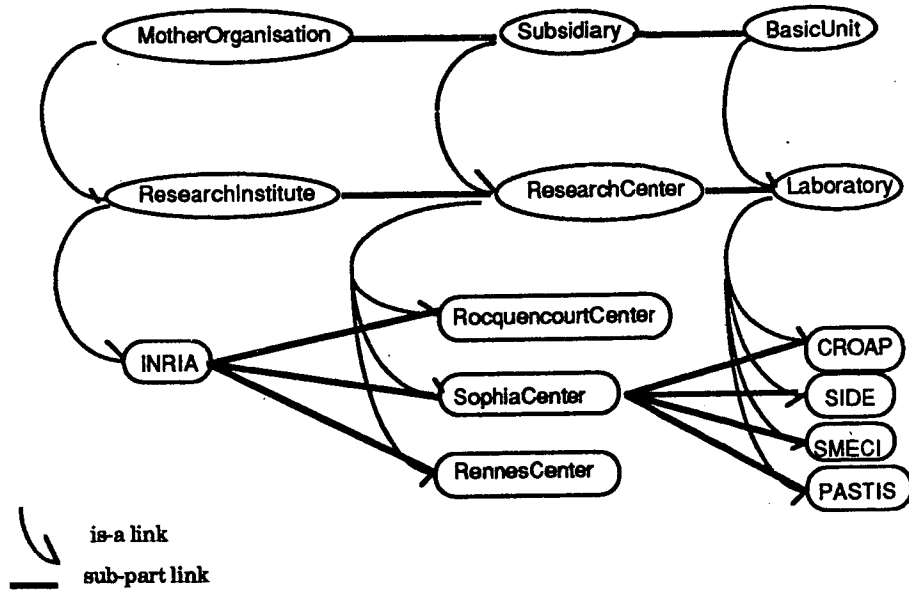 MotherOrganisation
Subsidiary
BasicUnit
ResearchInstitute
ResearchCenter
Laboratory
RocquencourtCenter
INRIA
CROAP
SophiaCenter
SIDE
SMECI
RennesCenter
PASTIS
is-a link
sub-part link